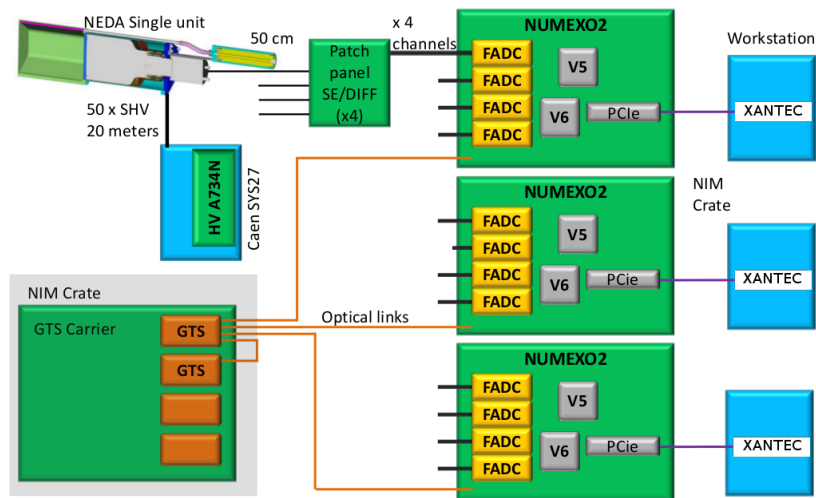 NEDA Single unit
50 cm
50 x SHV
20 meters
HV A734N
Caen SYS27
Patch
panel
SE/DIFF
(x4)
x 4
channels
NUMEXO2
FADC
FADC
FADC
FADC
V5
V6
PCIe
Workstation
XANTEC
NUMEXO2
FADC
FADC
FADC
FADC
V5
V6
PCie
NIM
Crate
XANTEC
NIM Crate
GTS Carrier
GTS
GTS
Optical links
NUMEXO2
FADC
FADC
FADC
FADC
V5
V6
PCie
XANTEC